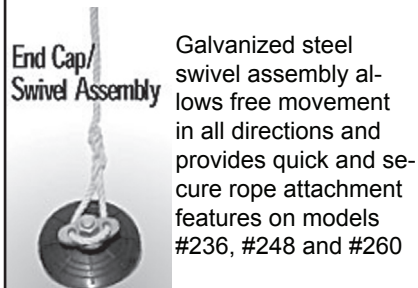 End Cap/
Swivel Assembly
Galvanized steel
swivel assembly al-
lows free movement
in all directions and
provides quick and se-
cure rope attachment
features on models
#236, #248 and #260